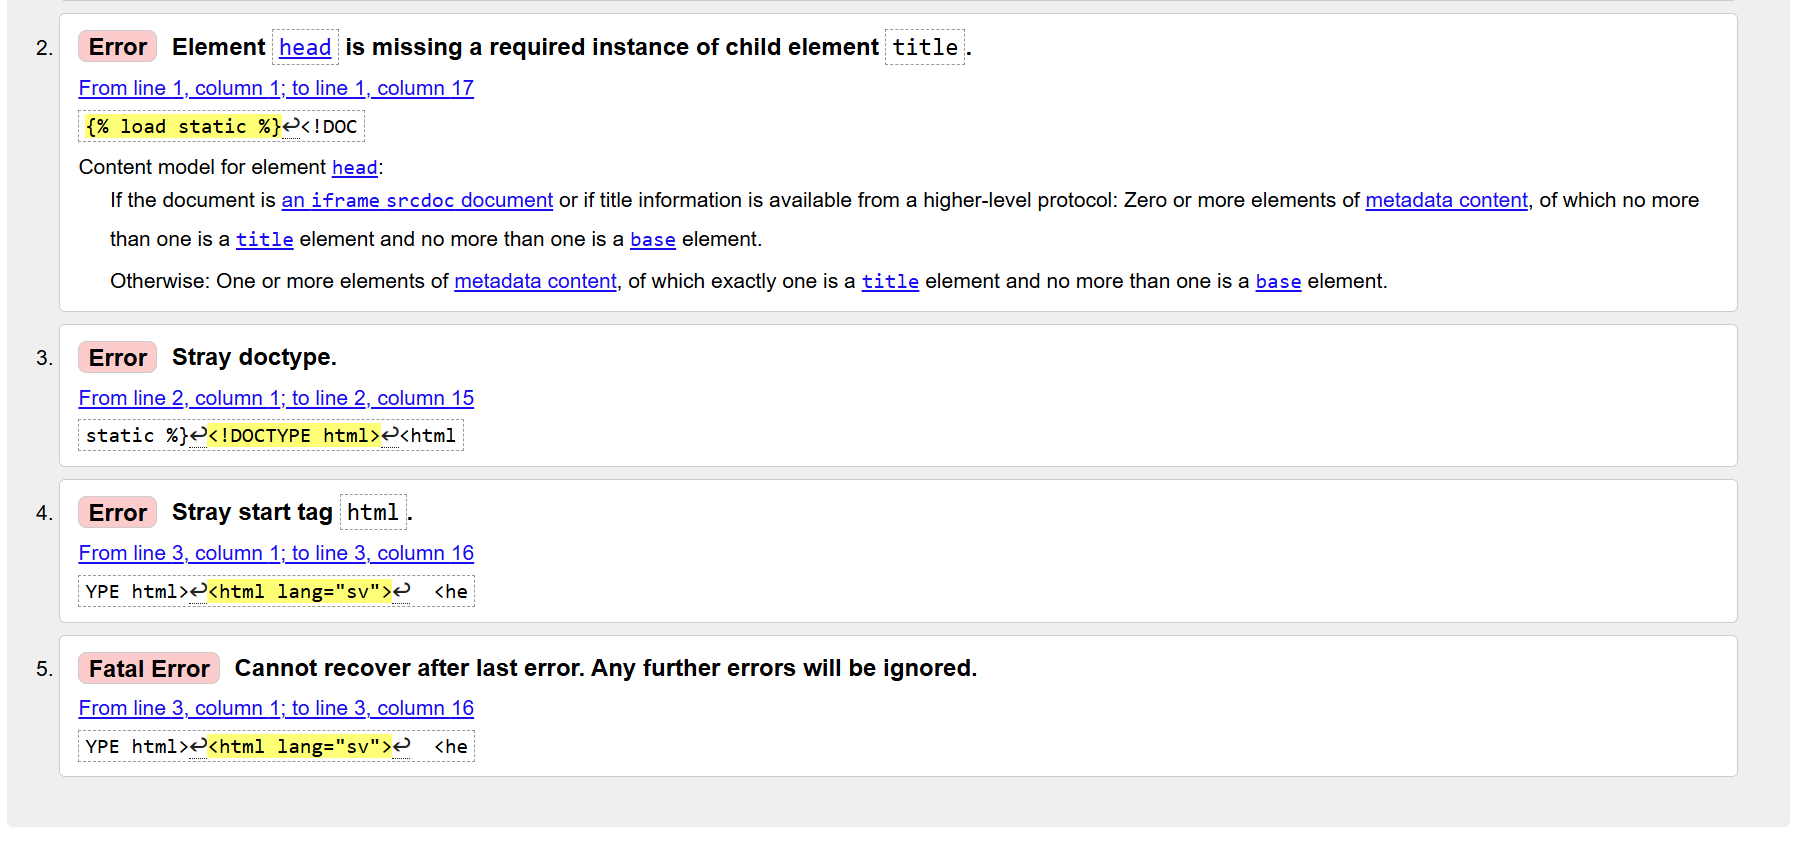 2. Error Element head is missing a required instance of child element title.
From line 1, column 1; to line 1, column 17
{% load static %}↩<!DOC
Content model for element head:
If the document is an iframe srcdoc document or if title information is available from a higher-level protocol: Zero or more elements of metadata content, of which no more
than one is a title element and no more than one is a base element.
Otherwise: One or more elements of metadata content, of which exactly one is a title element and no more than one is a base element.
3. Error Stray doctype.
From line 2, column 1; to line 2, column 15
static %}↩<!DOCTYPE html>↩<html
4. Error Stray start tag html.
From line 3, column 1; to line 3, column 16
YPE html>↩<html lang="sv">↩  <he
5. Fatal Error Cannot recover after last error. Any further errors will be ignored.
From line 3, column 1; to line 3, column 16
YPE html>↩<html lang="sv">↩  <he